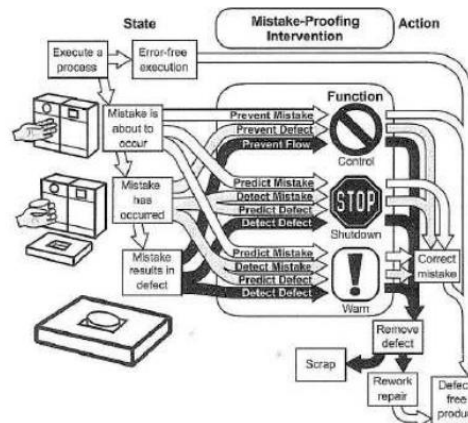 State
Mistake-Proofing
Intervention
Action
Execute a
process
Error-free
execution
Function
Mistake is
about to
occur
Prevent Mistake
Prevent Defect
Prevent Flow
Control
Mistake
has
occurred
Predict Mistake
Detect Mistake
Predict Defect
Detect Defect
STOP
Shutdown
Mistake
results in
defect
Predict Mistake
Detect Mistake
Predict Defect
Detect Defect
!
Warn
Correct
mistake
Remove
defect
Scrap
Rework
repair
Defect
free
produc